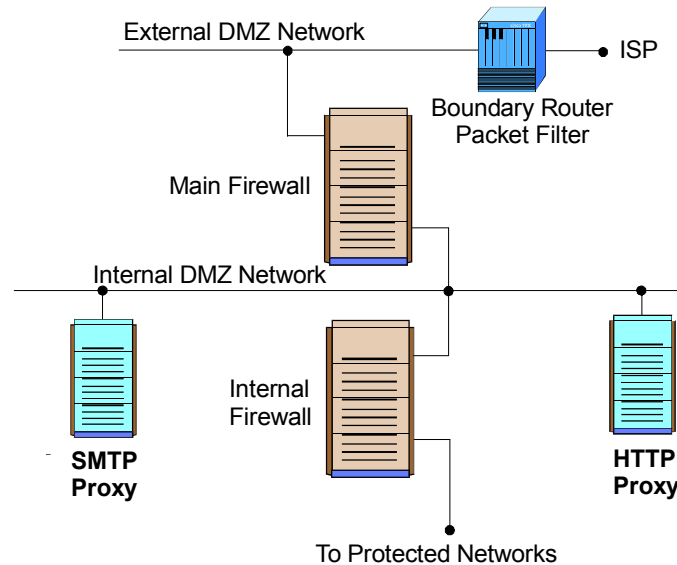 External DMZ Network
ISP
Boundary Router
Packet Filter
Main Firewall
Internal DMZ Network
Internal
Firewall
SMTP
Proxy
HTTP
Proxy
To Protected Networks